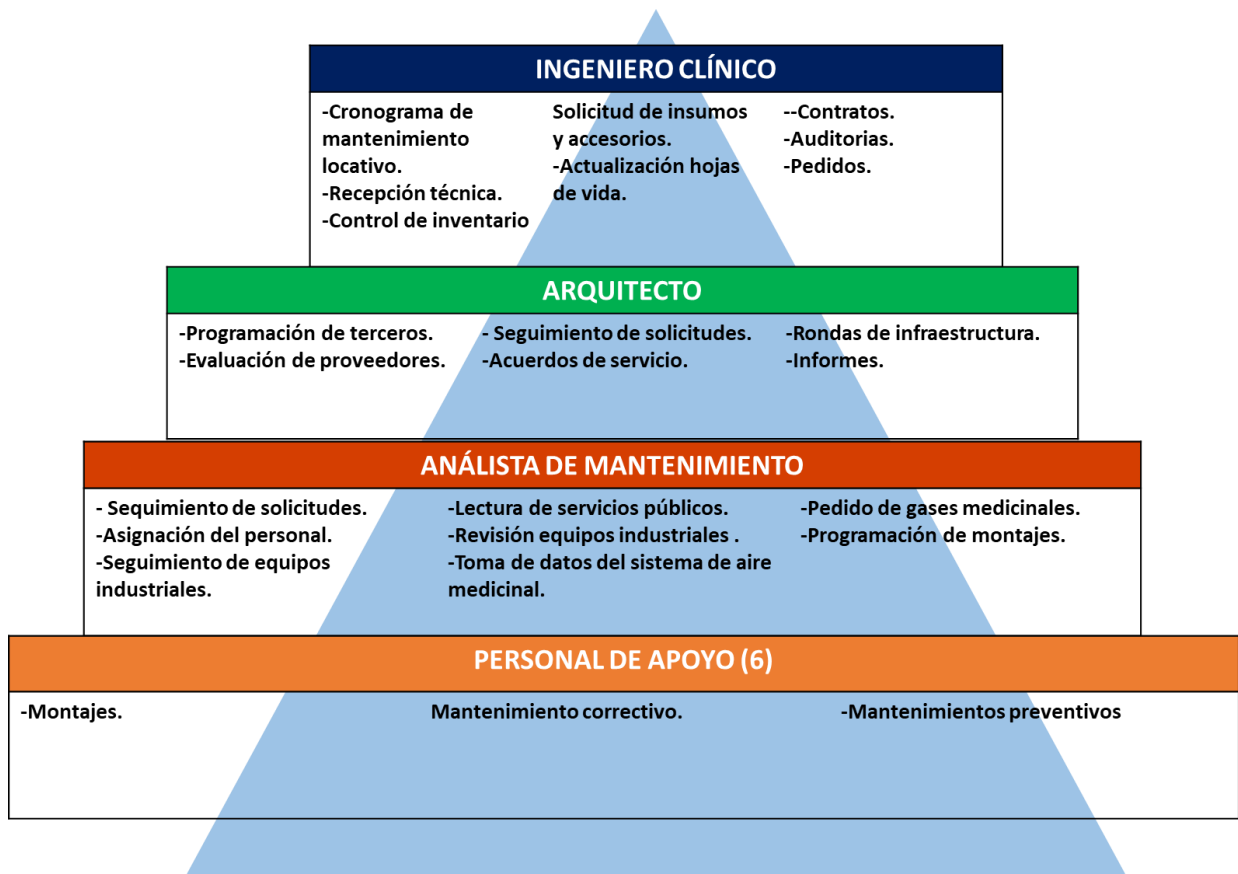 INGENIERO CLÍNICO
-Cronograma de
mantenimiento
locativo.
-Recepción técnica.
-Control de inventario
Solicitud de insumos
y accesorios.
-Actualización hojas
de vida.
--Contratos.
-Auditorias.
-Pedidos.
ARQUITECTO
-Programación de terceros.
-Evaluación de proveedores.
- Seguimiento de solicitudes.
-Acuerdos de servicio.
-Rondas de infraestructura.
-Informes.
ANÁLISTA DE MANTENIMIENTO
- Sequimiento de solicitudes.
-Asignación del personal.
-Seguimiento de equipos
industriales.
-Lectura de servicios públicos.
-Revisión equipos industriales .
-Toma de datos del sistema de aire
medicinal.
-Pedido de gases medicinales.
-Programación de montajes.
PERSONAL DE APOYO (6)
-Montajes.
Mantenimiento correctivo.
-Mantenimientos preventivos